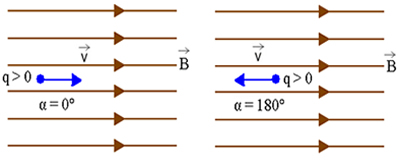 v⃗
B⃗
q > 0
α = 0°
v⃗
B⃗
q > 0
α = 180°